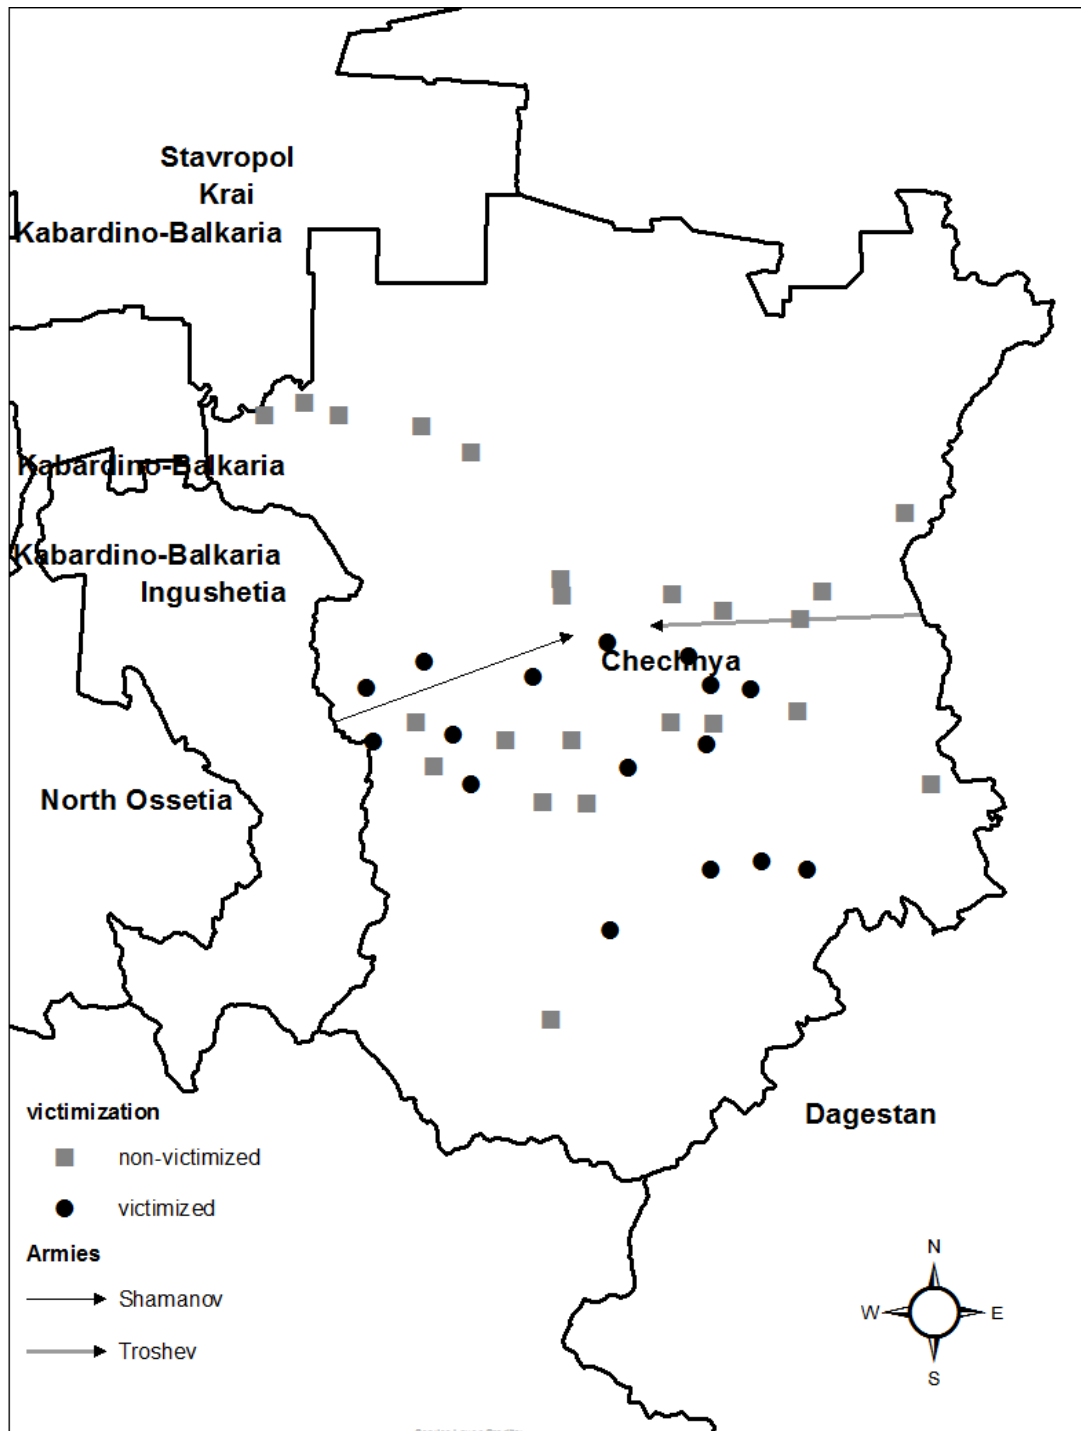 Stavropol
Krai
Kabardino-Balkaria
Kabardino-Balkaria
Kabardino-Balkaria
Ingushetia
Chechnya
North Ossetia
Dagestan
victimization
non-victimized
victimized
Armies
Shamanov
Troshev
N
W E
S